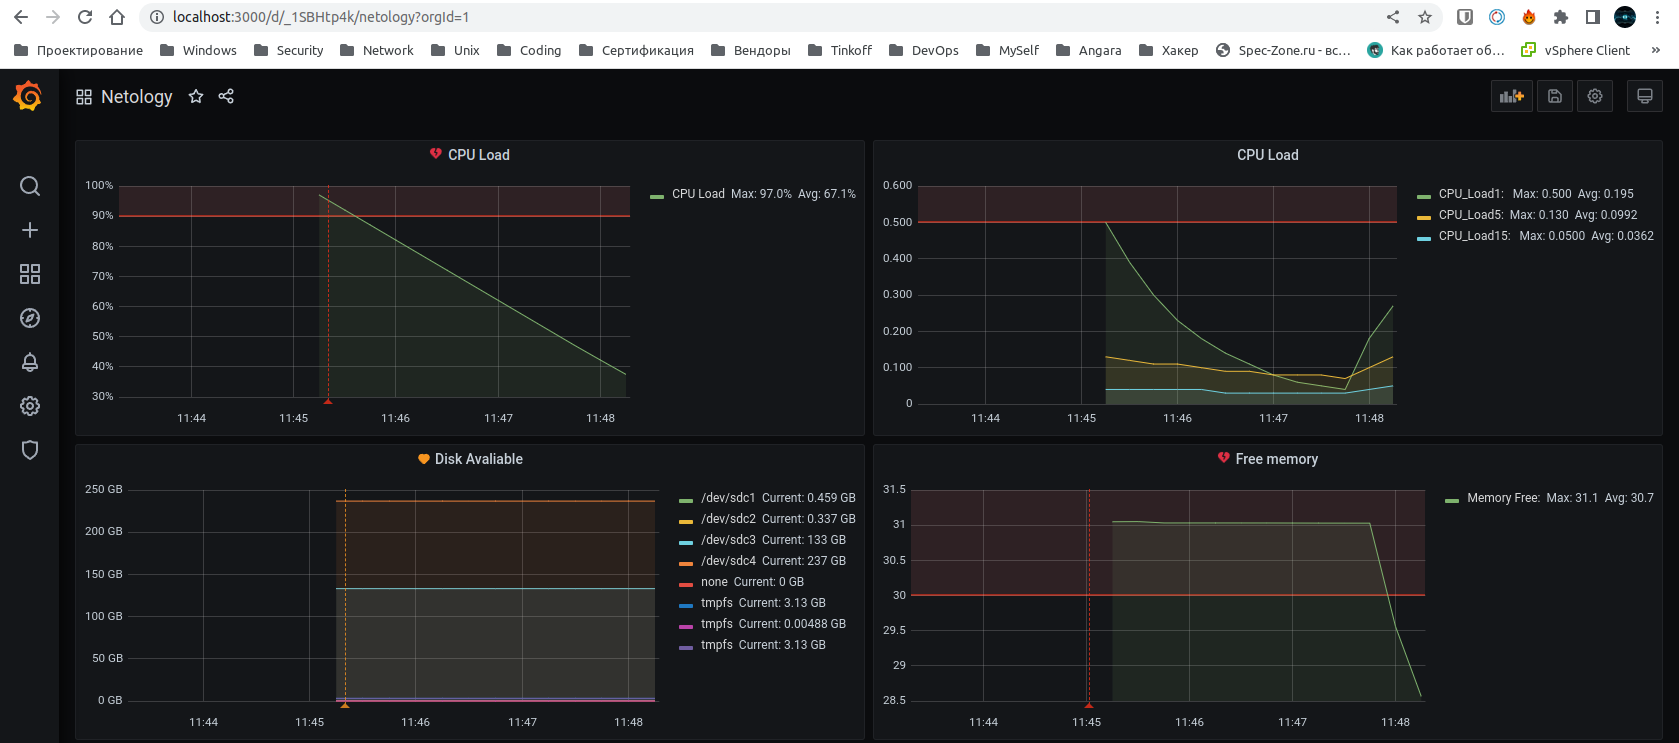 localhost:3000/d/_1SBHtp4k/netology?orgId=1
Проектирование Windows Security Network Unix Coding Сертификация Вендоры Tinkoff DevOps MySelf Angara Хакер Spec-Zone.ru - вс... Как работает об... vSphere Client »
Netology
CPU Load
100%
90%
80%
70%
60%
50%
40%
30%
11:44 11:45 11:46 11:47 11:48
CPU Load Max: 97.0% Avg: 67.1%
CPU Load
0.600
0.500
0.400
0.300
0.200
0.100
0
11:44 11:45 11:46 11:47 11:48
CPU_Load1: Max: 0.500 Avg: 0.195
CPU_Load5: Max: 0.130 Avg: 0.0992
CPU_Load15: Max: 0.0500 Avg: 0.0362
Disk Avaliable
250 GB
200 GB
150 GB
100 GB
50 GB
0 GB
11:44 11:45 11:46 11:47 11:48
/dev/sdc1 Current: 0.459 GB
/dev/sdc2 Current: 0.337 GB
/dev/sdc3 Current: 133 GB
/dev/sdc4 Current: 237 GB
none Current: 0 GB
tmpfs Current: 3.13 GB
tmpfs Current: 0.00488 GB
tmpfs Current: 3.13 GB
Free memory
31.5
31
30.5
30
29.5
29
28.5
11:44 11:45 11:46 11:47 11:48
Memory Free: Max: 31.1 Avg: 30.7